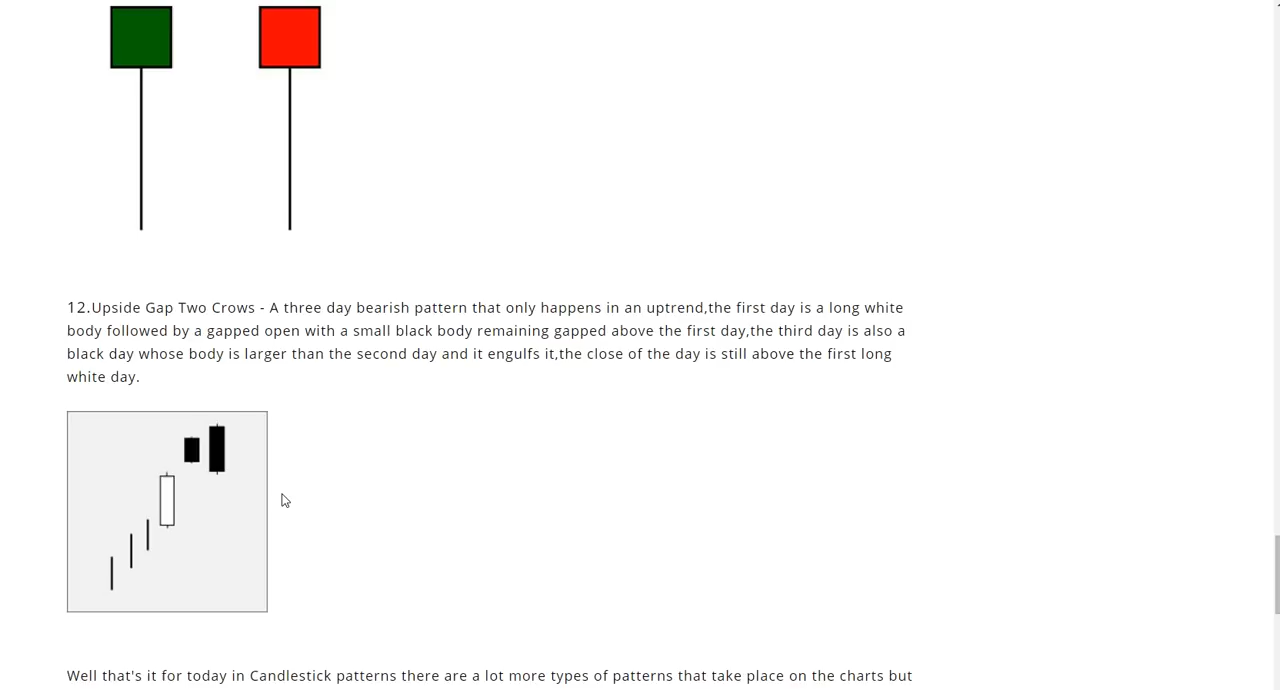 12.Upside Gap Two Crows - A three day bearish pattern that only happens in an uptrend,the first day is a long white
body followed by a gapped open with a small black body remaining gapped above the first day,the third day is also a
black day whose body is larger than the second day and it engulfs it,the close of the day is still above the first long
white day.
Well that's it for today in Candlestick patterns there are a lot more types of patterns that take place on the charts but